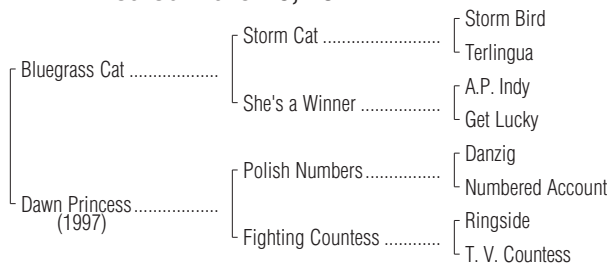 Storm Bird
Storm Cat ........................
Terlingua
Bluegrass Cat ........................
A.P. Indy
She's a Winner .....................
Get Lucky
Danzig
Polish Numbers ....................
Numbered Account
Dawn Princess ......................
(1997)
Ringside
Fighting Countess ................
T. V. Countess